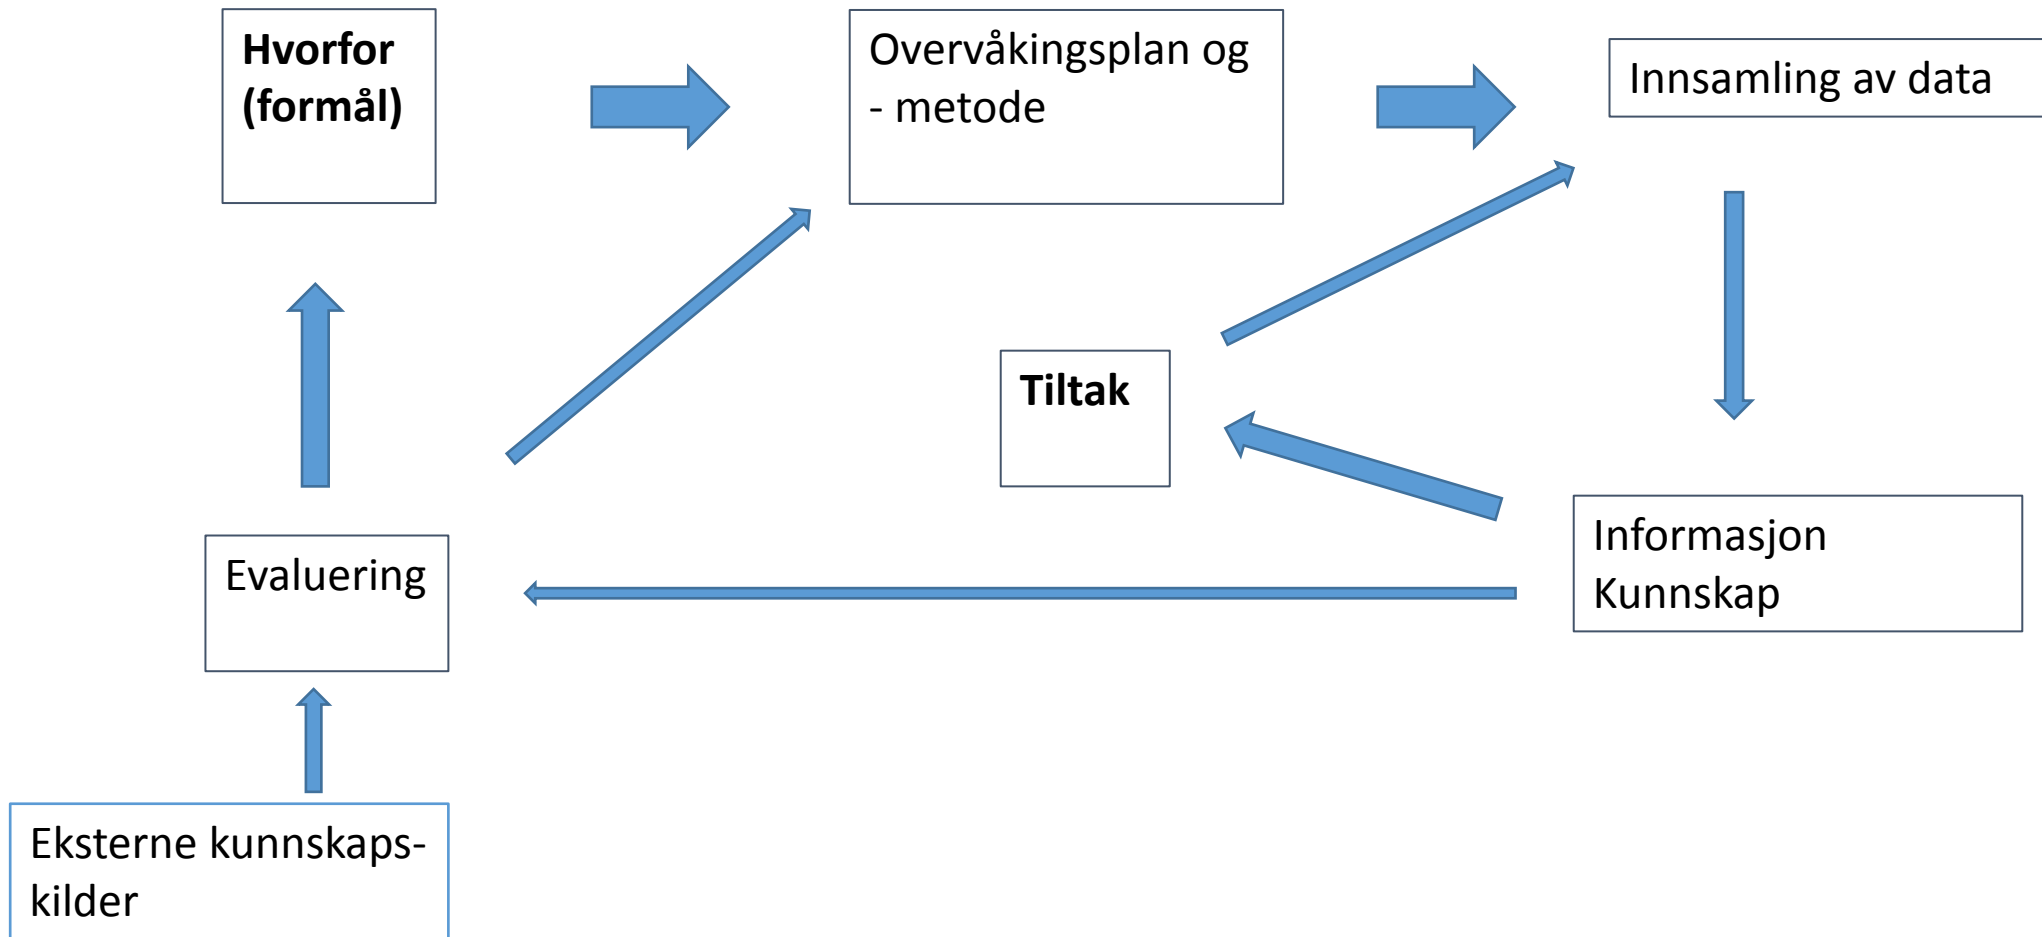 Hvorfor
(formål)
Overvåkingsplan og
- metode
Innsamling av data
Tiltak
Informasjon
Kunnskap
Evaluering
Eksterne kunnskaps-
kilder